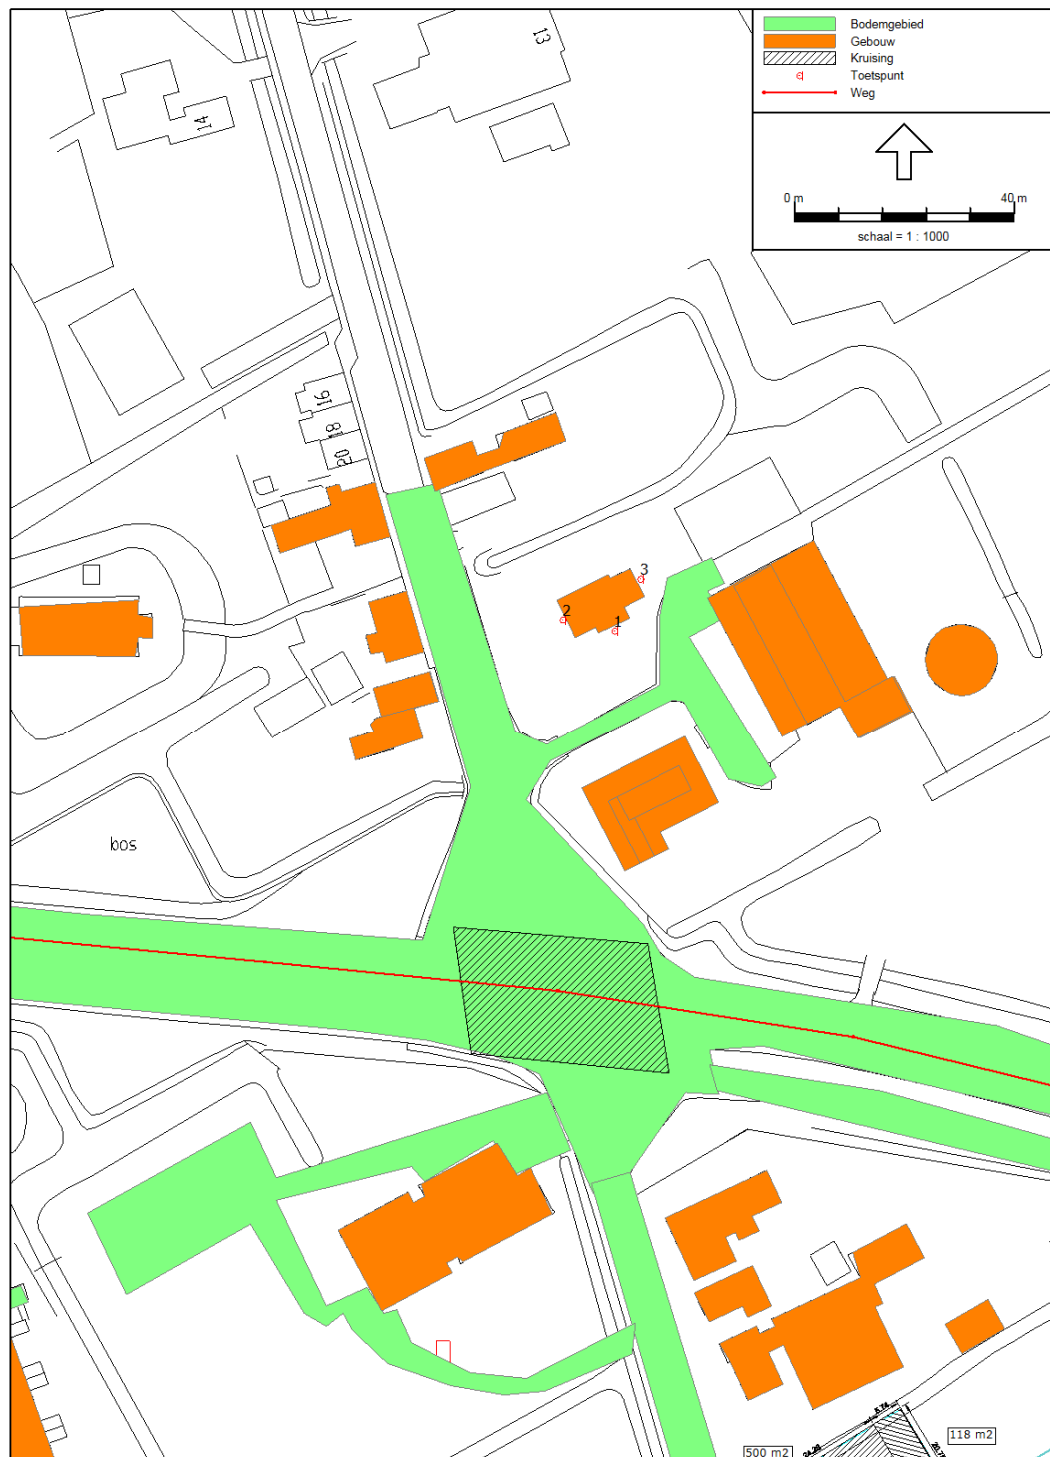 Bodemgebied
Gebouw
Kruising
Toetspunt
Weg
0 m 40 m
schaal = 1 : 1000
13
14
16
18
20
3
2
1
bos
118 m2
500 m2